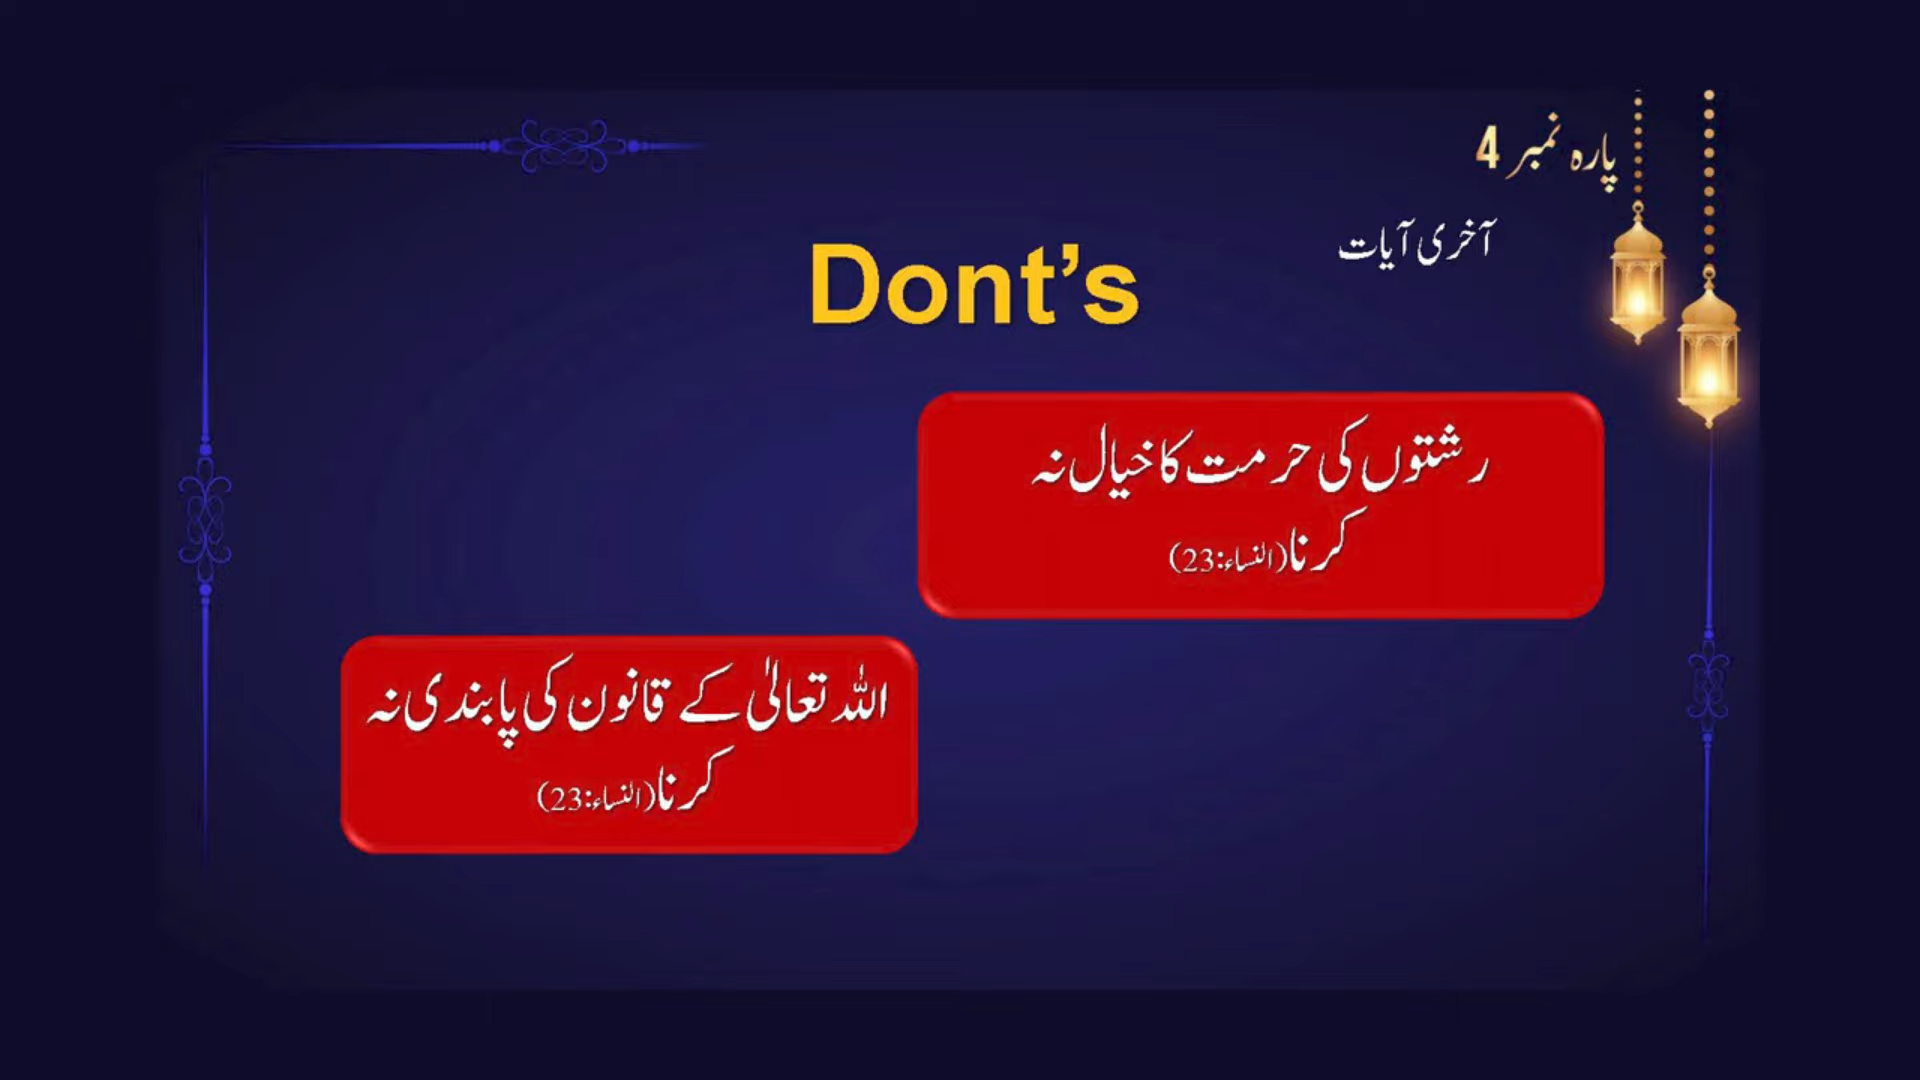 پارہ نمبر 4
آخری آیات
Dont’s
رشتوں کی حرمت کا خیال نہ
کرنا (النساء:23)
اللہ تعالیٰ کے قانون کی پابندی نہ
کرنا (النساء:23)